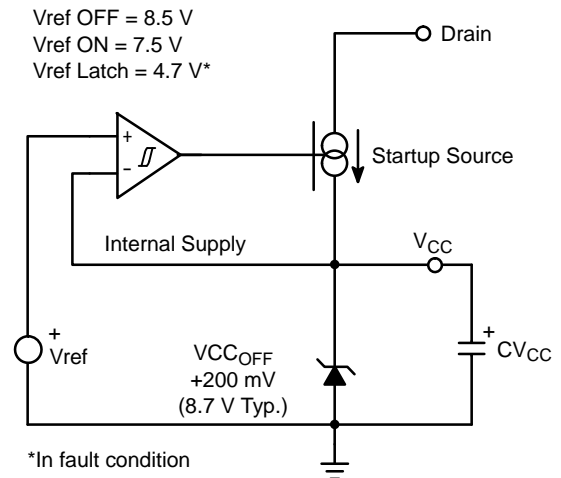 Vref OFF = 8.5 V
Vref ON = 7.5 V
Vref Latch = 4.7 V*
Drain
+
-
Startup Source
Internal Supply
VCC
+
Vref
VCCOFF
+200 mV
(8.7 V Typ.)
+
CVCC
*In fault condition